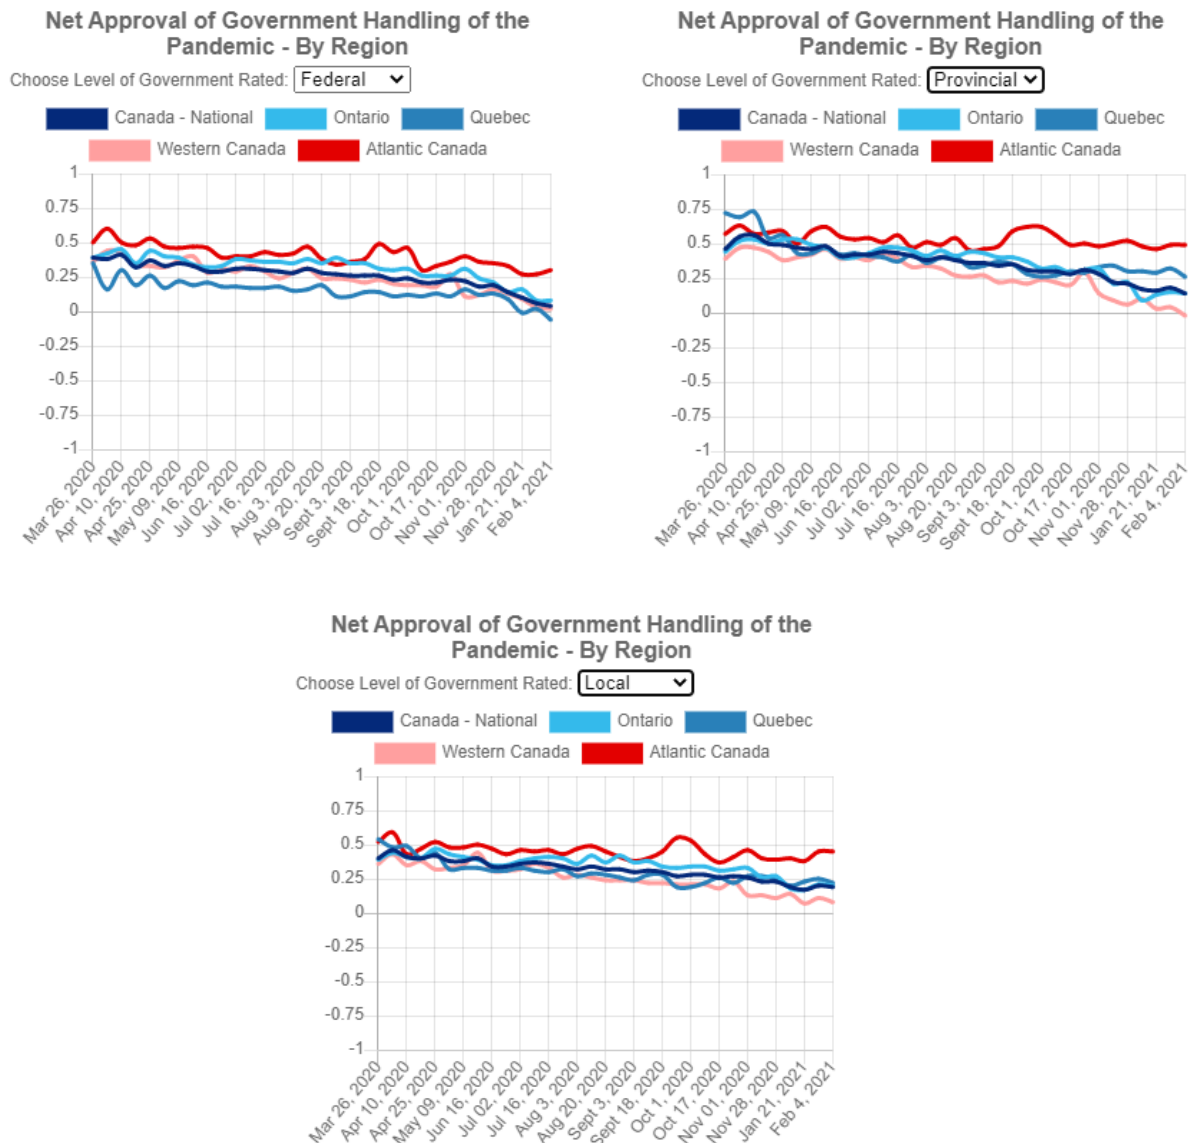 Net Approval of Government Handling of the
Pandemic - By Region
Choose Level of Government Rated: Federal
Canada - National Ontario Quebec
Western Canada Atlantic Canada
1
0.75
0.5
0.25
0
-0.25
-0.5
-0.75
-1
Mar 26, 2020
Apr 10, 2020
Apr 25, 2020
May 09, 2020
Jun 16, 2020
Jul 02, 2020
Jul 16, 2020
Aug 3, 2020
Aug 20, 2020
Sept 3, 2020
Sept 18, 2020
Oct 1, 2020
Oct 17, 2020
Nov 01, 2020
Nov 28, 2020
Jan 21, 2021
Feb 4, 2021
Net Approval of Government Handling of the
Pandemic - By Region
Choose Level of Government Rated: Provincial
Canada - National Ontario Quebec
Western Canada Atlantic Canada
1
0.75
0.5
0.25
0
-0.25
-0.5
-0.75
-1
Mar 26, 2020
Apr 10, 2020
Apr 25, 2020
May 09, 2020
Jun 16, 2020
Jul 02, 2020
Jul 16, 2020
Aug 3, 2020
Aug 20, 2020
Sept 3, 2020
Sept 18, 2020
Oct 1, 2020
Oct 17, 2020
Nov 01, 2020
Nov 28, 2020
Jan 21, 2021
Feb 4, 2021
Net Approval of Government Handling of the
Pandemic - By Region
Choose Level of Government Rated: Local
Canada - National Ontario Quebec
Western Canada Atlantic Canada
1
0.75
0.5
0.25
0
-0.25
-0.5
-0.75
-1
Mar 26, 2020
Apr 10, 2020
Apr 25, 2020
May 09, 2020
Jun 16, 2020
Jul 02, 2020
Jul 16, 2020
Aug 3, 2020
Aug 20, 2020
Sept 3, 2020
Sept 18, 2020
Oct 1, 2020
Oct 17, 2020
Nov 01, 2020
Nov 28, 2020
Jan 21, 2021
Feb 4, 2021